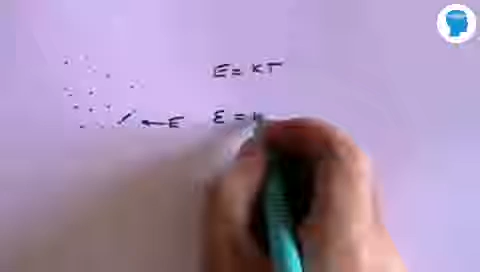 E = KT
← E
E =